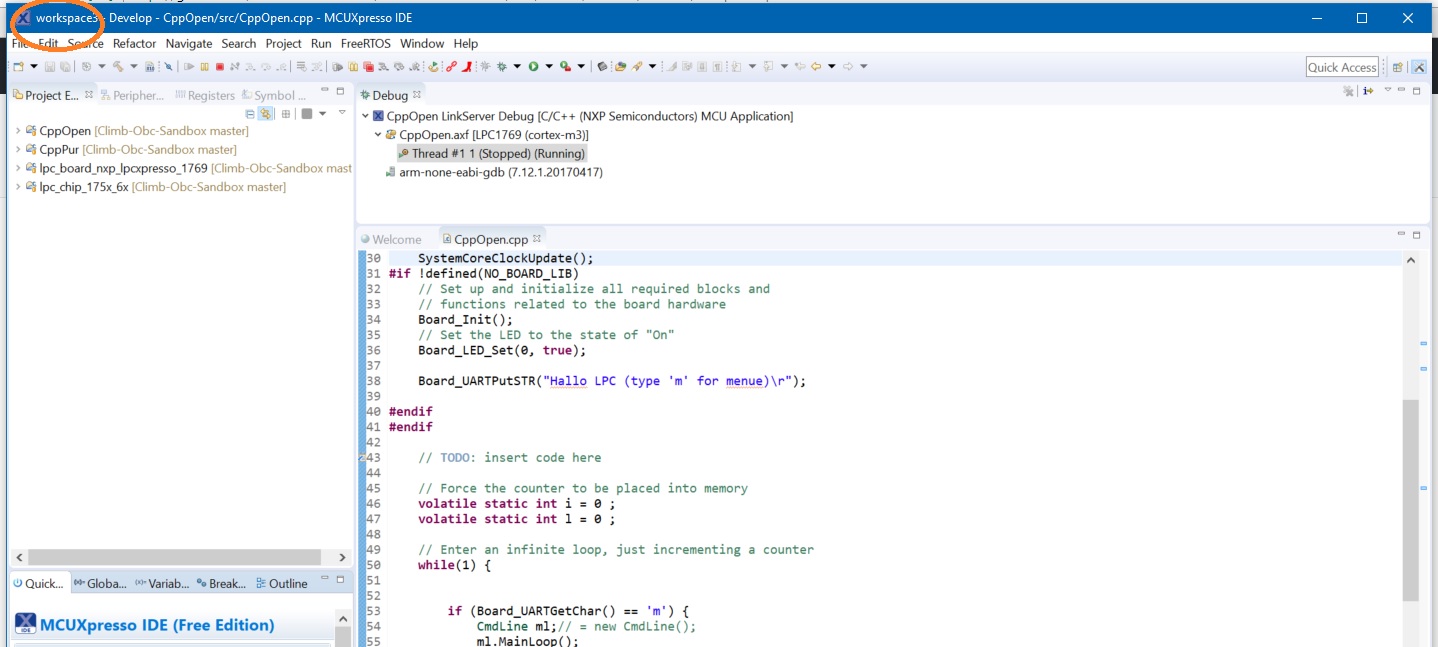 workspace3 - Develop - CppOpen/src/CppOpen.cpp - MCUXpresso IDE
File Edit Source Refactor Navigate Search Project Run FreeRTOS Window Help
Quick Access
Project E... Peripher... Registers Symbol ...
CppOpen [Climb-Obc-Sandbox master]
CppPur [Climb-Obc-Sandbox master]
lpc_board_nxp_lpcxpresso_1769 [Climb-Obc-Sandbox mast
lpc_chip_175x_6x [Climb-Obc-Sandbox master]
Debug
CppOpen LinkServer Debug [C/C++ (NXP Semiconductors) MCU Application]
CppOpen.axf [LPC1769 (cortex-m3)]
Thread #1 1 (Stopped) (Running)
arm-none-eabi-gdb (7.12.1.20170417)
Welcome CppOpen.cpp
30 SystemCoreClockUpdate();
31 #if !defined(NO_BOARD_LIB)
32 // Set up and initialize all required blocks and
33 // functions related to the board hardware
34 Board_Init();
35 // Set the LED to the state of "On"
36 Board_LED_Set(0, true);
37
38 Board_UARTPutSTR("Hallo LPC (type 'm' for menue)\r");
39
40 #endif
41 #endif
42
43 // TODO: insert code here
44
45 // Force the counter to be placed into memory
46 volatile static int i = 0 ;
47 volatile static int l = 0 ;
48
49 // Enter an infinite loop, just incrementing a counter
50 while(1) {
51
52
53 if (Board_UARTGetChar() == 'm') {
54 CmdLine ml;// = new CmdLine();
55 ml.MainLoop();
Quick... Globa... Variab... Break... Outline
IDE MCUXpresso IDE (Free Edition)